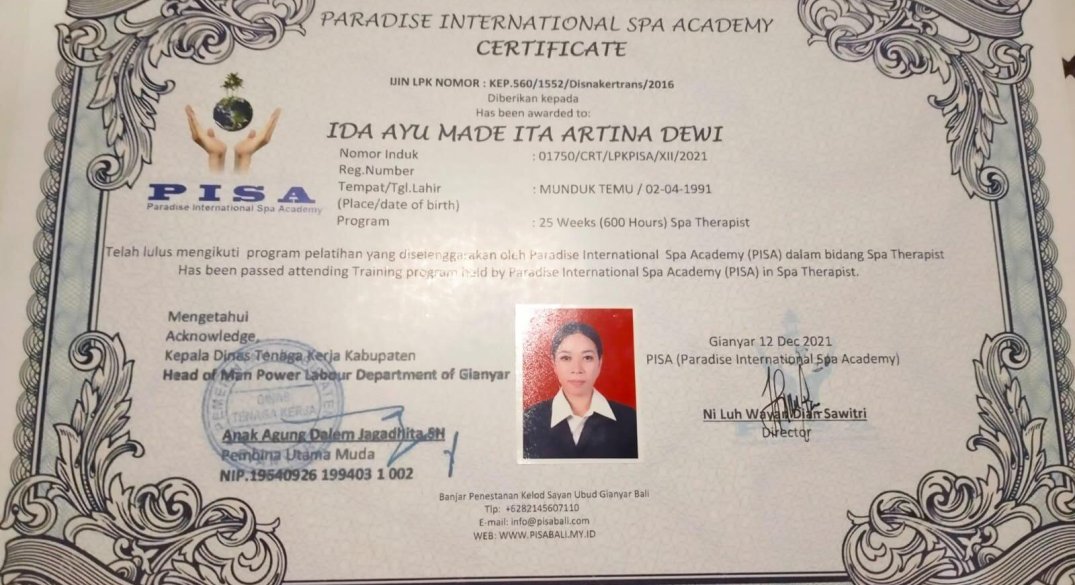 PARADISE INTERNATIONAL SPA ACADEMY
CERTIFICATE
IJIN LPK NOMOR : KEP.560/1552/Disnakertrans/2016
Diberikan kepada
Has been awarded to:
IDA AYU MADE ITA ARTINA DEWI
PISA
Paradise International Spa Academy
Nomor Induk : 01750/CRT/LPKPISA/XII/2021
Reg.Number
Tempat/Tgl.Lahir : MUNDUK TEMU / 02-04-1991
(Place/date of birth)
Program : 25 Weeks (600 Hours) Spa Therapist
Telah lulus mengikuti program pelatihan yang diselenggarakan oleh Paradise International Spa Academy (PISA) dalam bidang Spa Therapist
Has been passed attending Training program held by Paradise International Spa Academy (PISA) in Spa Therapist.
Mengetahui
Acknowledge,
Kepala Dinas Tenaga Kerja Kabupaten
Head of Man Power Labour Department of Gianyar
DINAS
TENAGA KERJA
Anak Agung Dalem Jagadhita,SH
Pembina Utama Muda
NIP.19640926 199403 1 002
Gianyar 12 Dec 2021
PISA (Paradise International Spa Academy)
Ni Luh Wayan Dian Sawitri
Director
Banjar Penestanan Kelod Sayan Ubud Gianyar Bali
Tlp: +6282145607110
E-mail: info@pisabali.com
WEB: WWW.PISABALI.MY.ID